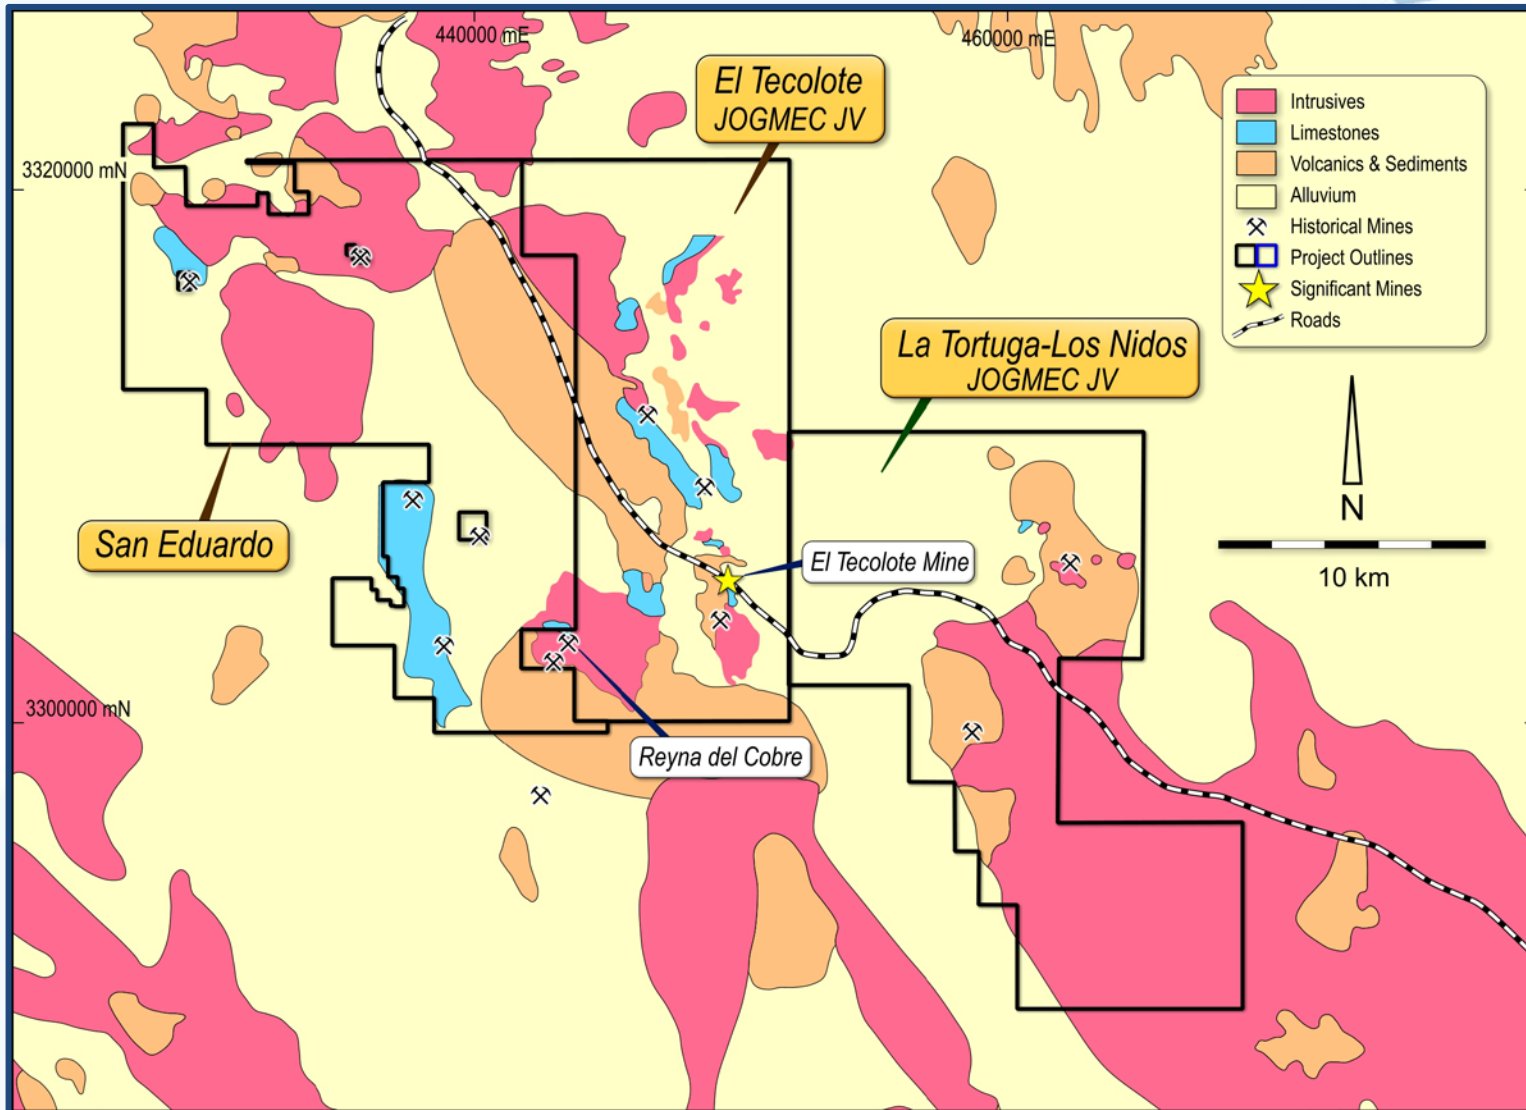 440000 mE
460000 mE
El Tecolote
JOGMEC JV
Intrusives
Limestones
Volcanics & Sediments
Alluvium
Historical Mines
Project Outlines
Significant Mines
Roads
3320000 mN
La Tortuga-Los Nidos
JOGMEC JV
N
10 km
San Eduardo
El Tecolote Mine
3300000 mN
Reyna del Cobre